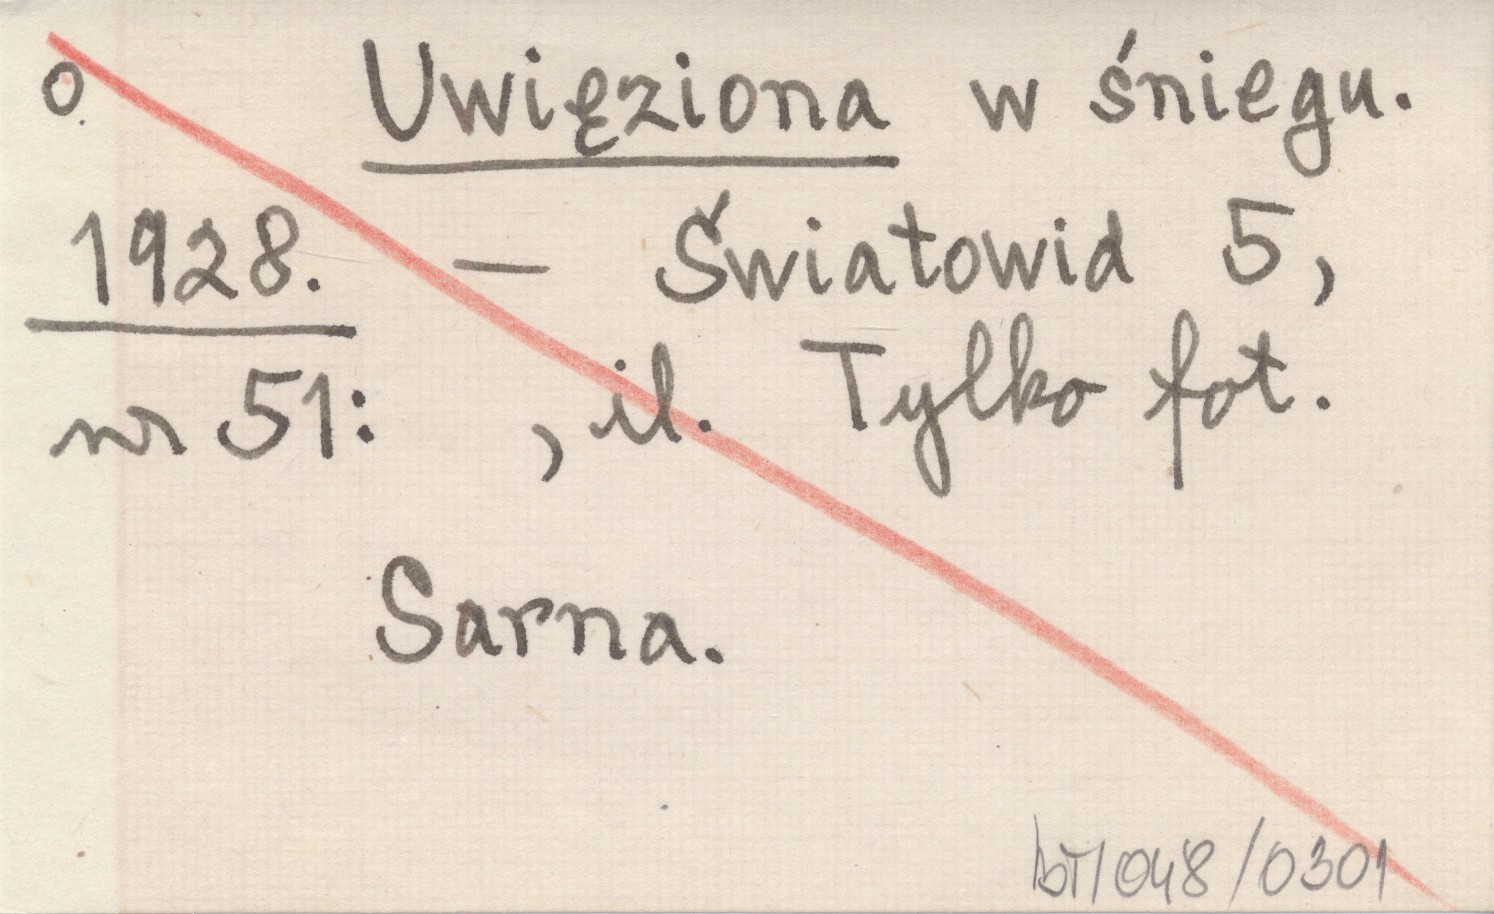 o Uwięziona w śniegu.
1928. — Światowid 5,
nr 51: , il. Tylko fot.
Sarna.
bT/048/0301